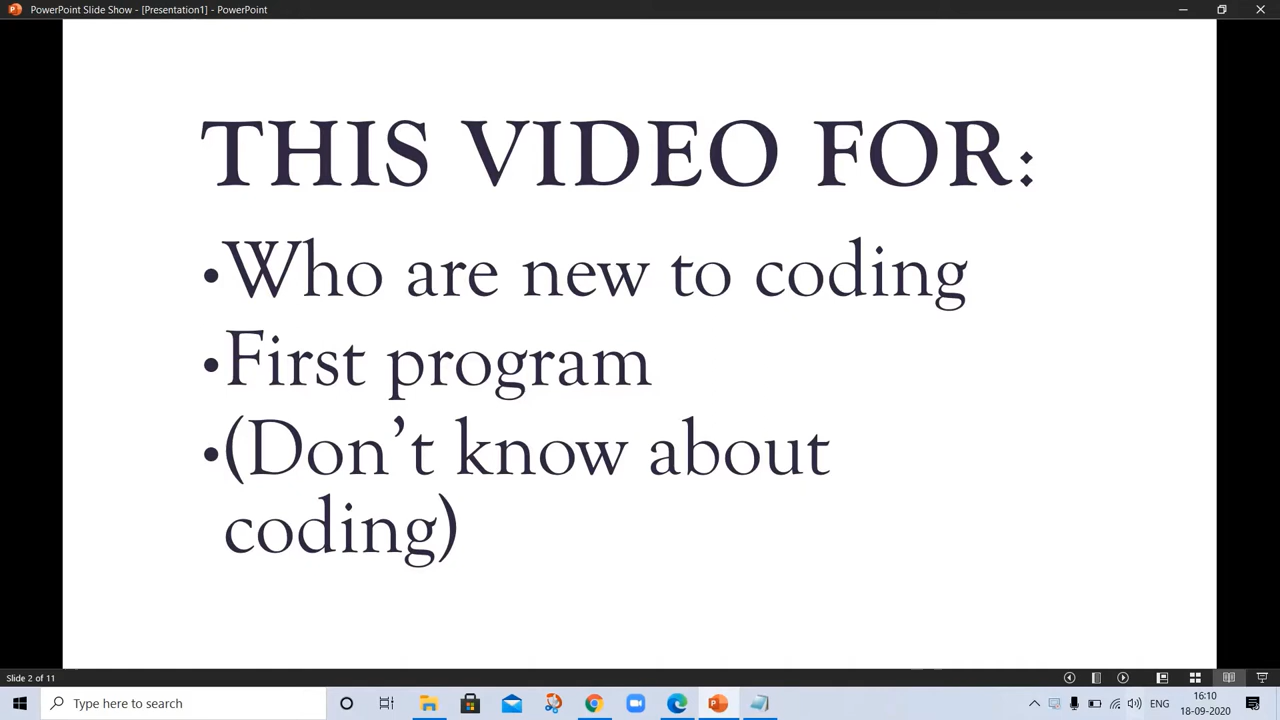 PowerPoint Slide Show - [Presentation1] - PowerPoint
THIS VIDEO FOR:
•Who are new to coding
•First program
•(Don’t know about
coding)
Slide 2 of 11
Type here to search
ENG
16:10
18-09-2020